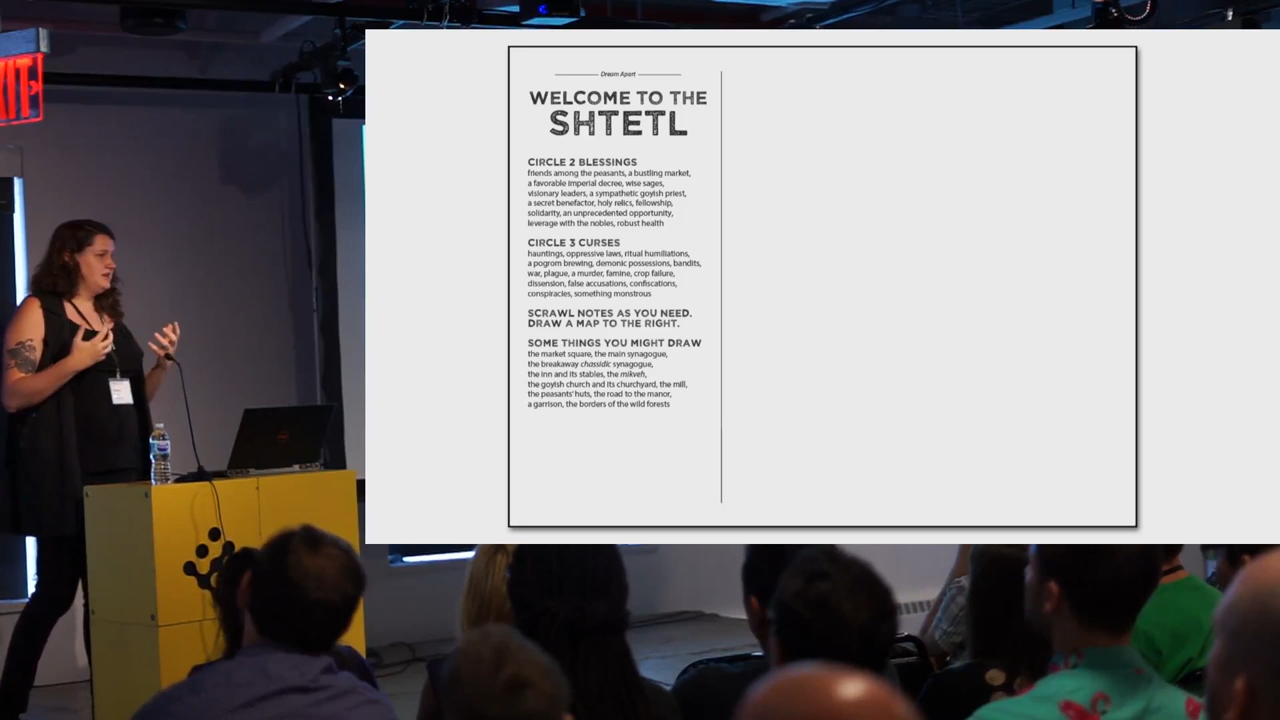 Dream Apart
WELCOME TO THE
SHTETL
CIRCLE 2 BLESSINGS
friends among the peasants, a bustling market,
a favorable imperial decree, wise sages,
visionary leaders, a sympathetic goyish priest,
a secret benefactor, holy relics, fellowship,
solidarity, an unprecedented opportunity,
leverage with the nobles, robust health
CIRCLE 3 CURSES
hauntings, oppressive laws, ritual humiliations,
a pogrom brewing, demonic possessions, bandits,
war, plague, a murder, famine, crop failure,
dissension, false accusations, confiscations,
conspiracies, something monstrous
SCRAWL NOTES AS YOU NEED.
DRAW A MAP TO THE RIGHT.
SOME THINGS YOU MIGHT DRAW
the market square, the main synagogue,
the breakaway chassidic synagogue,
the inn and its stables, the mikveh,
the goyish church and its churchyard, the mill,
the peasants' huts, the road to the manor,
a garrison, the borders of the wild forests
XIT